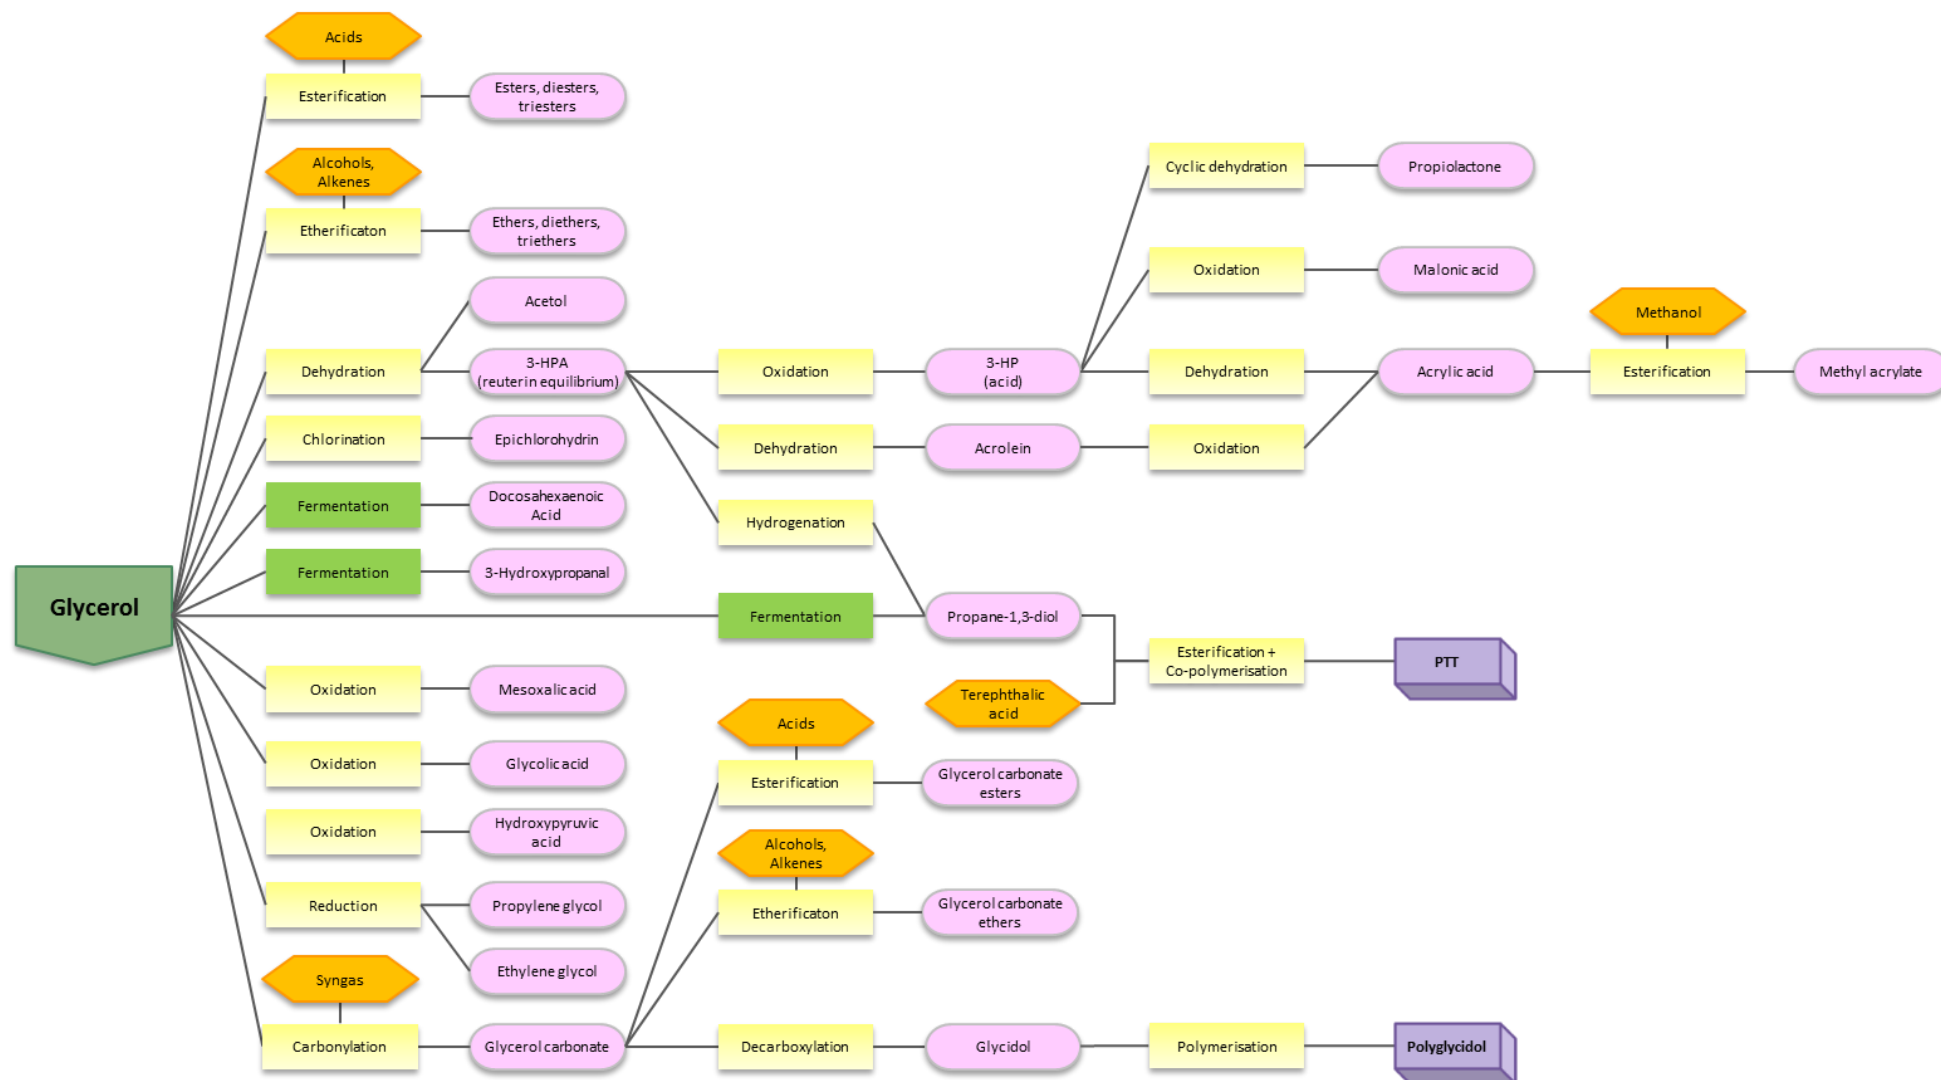 Acids
Esterification
Esters, diesters,
triesters
Alcohols,
Alkenes
Etherificaton
Ethers, diethers,
triethers
Cyclic dehydration
Propiolactone
Oxidation
Malonic acid
Acetol
Methanol
Dehydration
3-HPA
(reuterin equilibrium)
Oxidation
3-HP
(acid)
Dehydration
Acrylic acid
Esterification
Methyl acrylate
Chlorination
Epichlorohydrin
Dehydration
Acrolein
Oxidation
Fermentation
Docosahexaenoic
Acid
Hydrogenation
Fermentation
3-Hydroxypropanal
Glycerol
Fermentation
Propane-1,3-diol
Esterification +
Co-polymerisation
PTT
Oxidation
Mesoxalic acid
Terephthalic
acid
Acids
Oxidation
Glycolic acid
Esterification
Glycerol carbonate
esters
Oxidation
Hydroxypyruvic
acid
Alcohols,
Alkenes
Reduction
Propylene glycol
Etherificaton
Glycerol carbonate
ethers
Ethylene glycol
Syngas
Carbonylation
Glycerol carbonate
Decarboxylation
Glycidol
Polymerisation
Polyglycidol